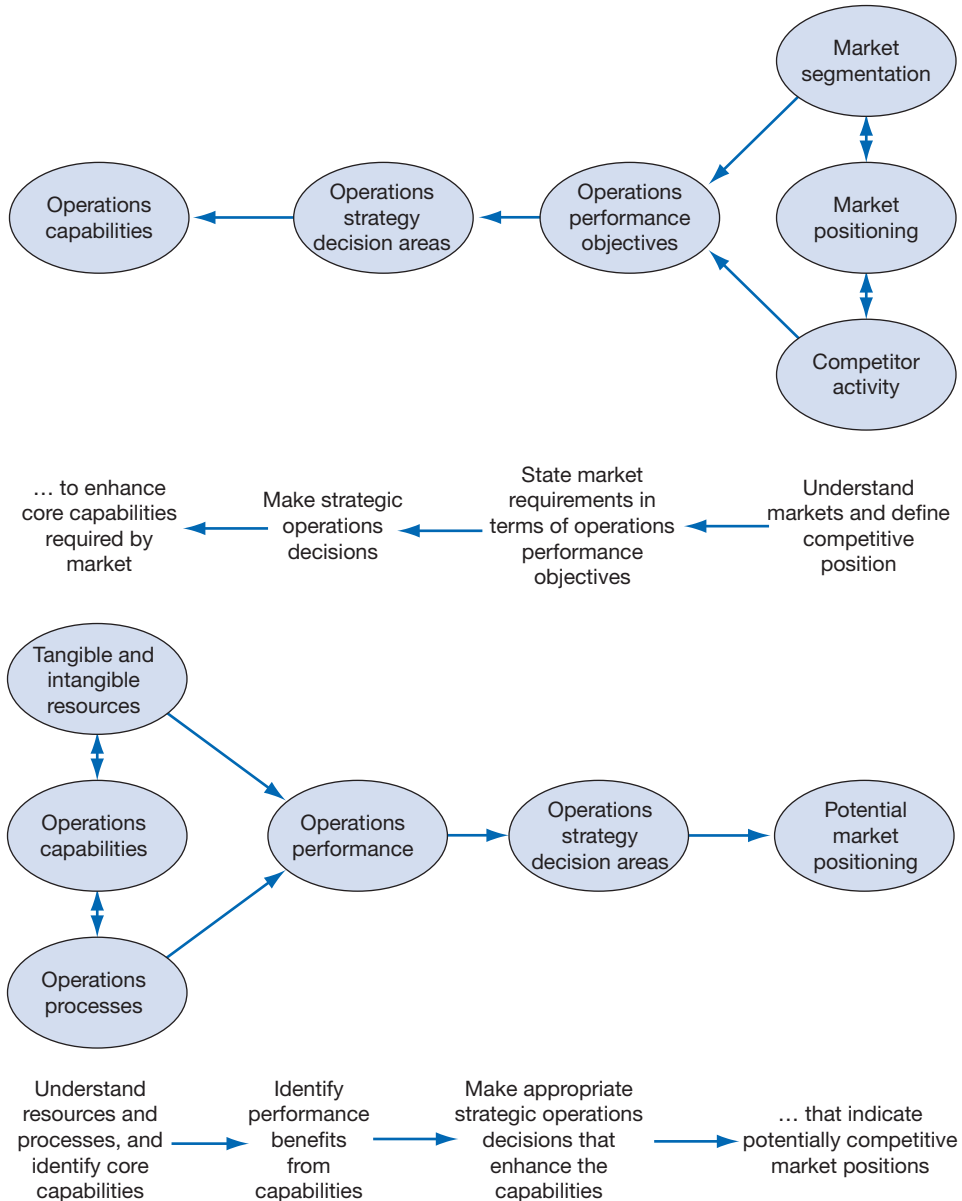 Market
segmentation
Operations
capabilities
Operations
strategy
decision areas
Operations
performance
objectives
Market
positioning
Competitor
activity
… to enhance
core capabilities
required by
market
Make strategic
operations
decisions
State market
requirements in
terms of operations
performance
objectives
Understand
markets and define
competitive
position
Tangible and
intangible
resources
Operations
capabilities
Operations
processes
Operations
performance
Operations
strategy
decision areas
Potential
market
positioning
Understand
resources and
processes, and
identify core
capabilities
Identify
performance
benefits
from
capabilities
Make appropriate
strategic operations
decisions that
enhance the
capabilities
… that indicate
potentially competitive
market positions